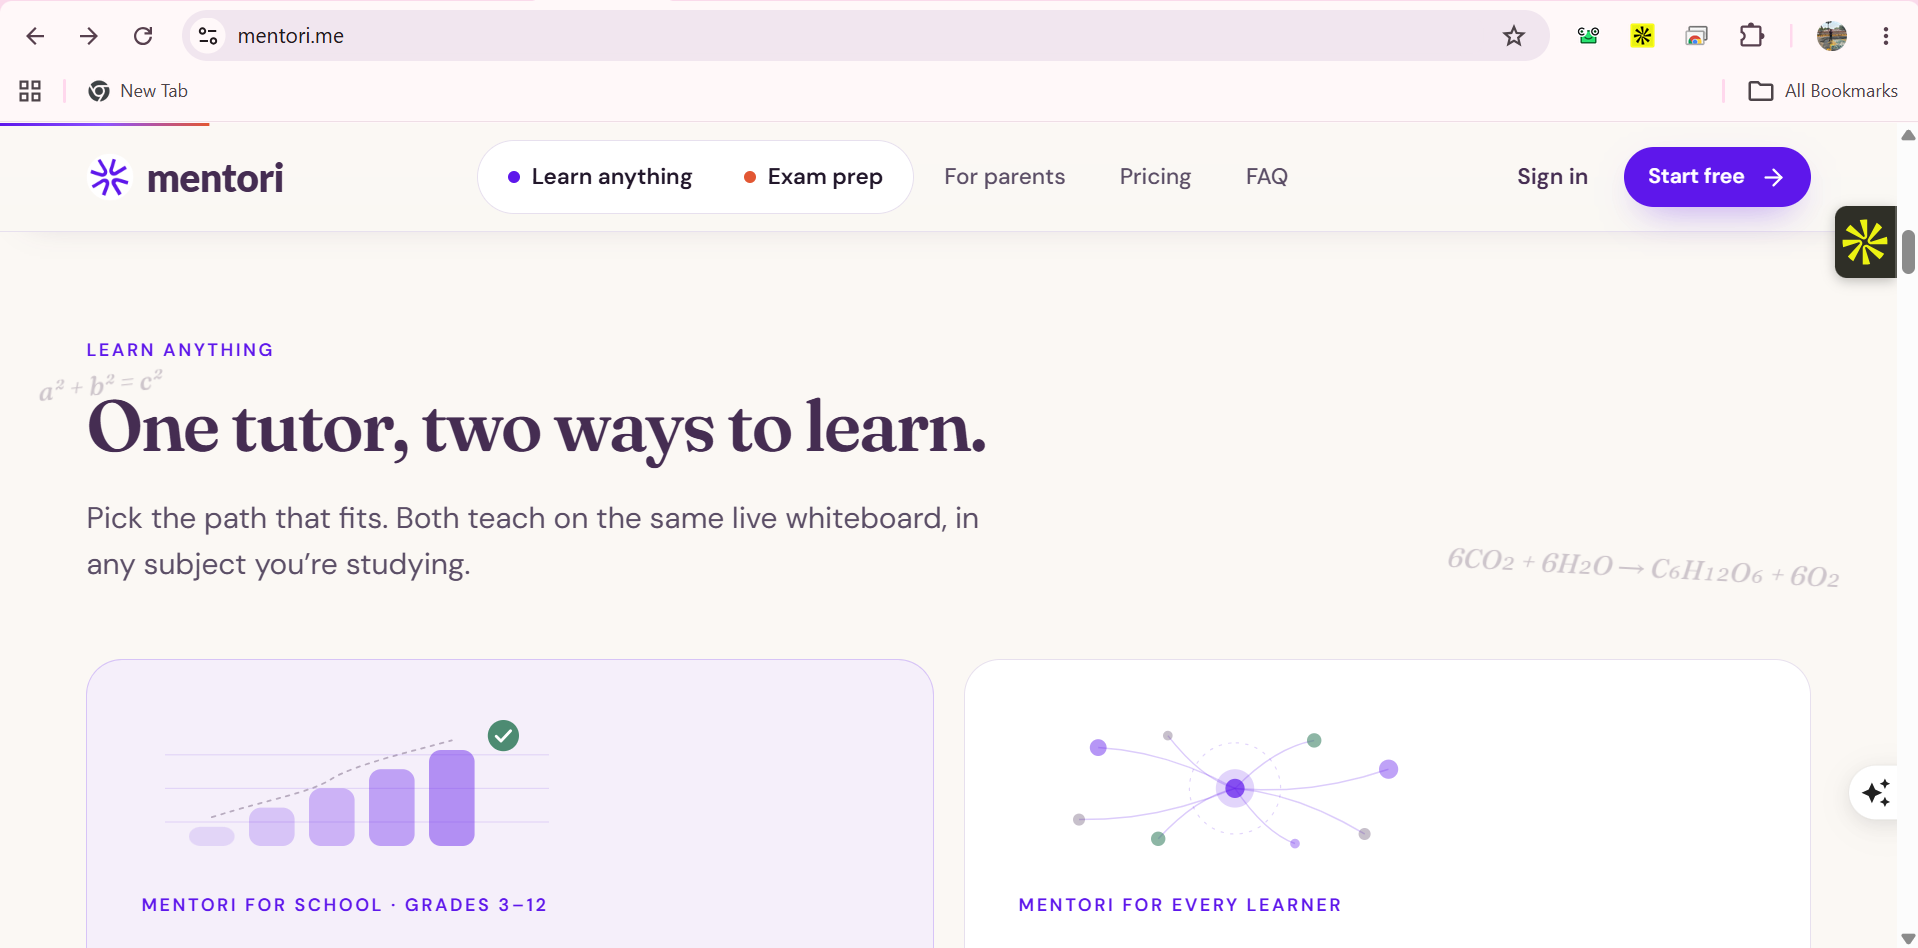 mentori.me
New Tab
All Bookmarks
mentori
Learn anything
Exam prep
For parents
Pricing
FAQ
Sign in
Start free →
LEARN ANYTHING
a² + b² = c²
One tutor, two ways to learn.
Pick the path that fits. Both teach on the same live whiteboard, in
any subject you’re studying.
6CO₂ + 6H₂O → C₆H₁₂O₆ + 6O₂
MENTORI FOR SCHOOL · GRADES 3–12
MENTORI FOR EVERY LEARNER